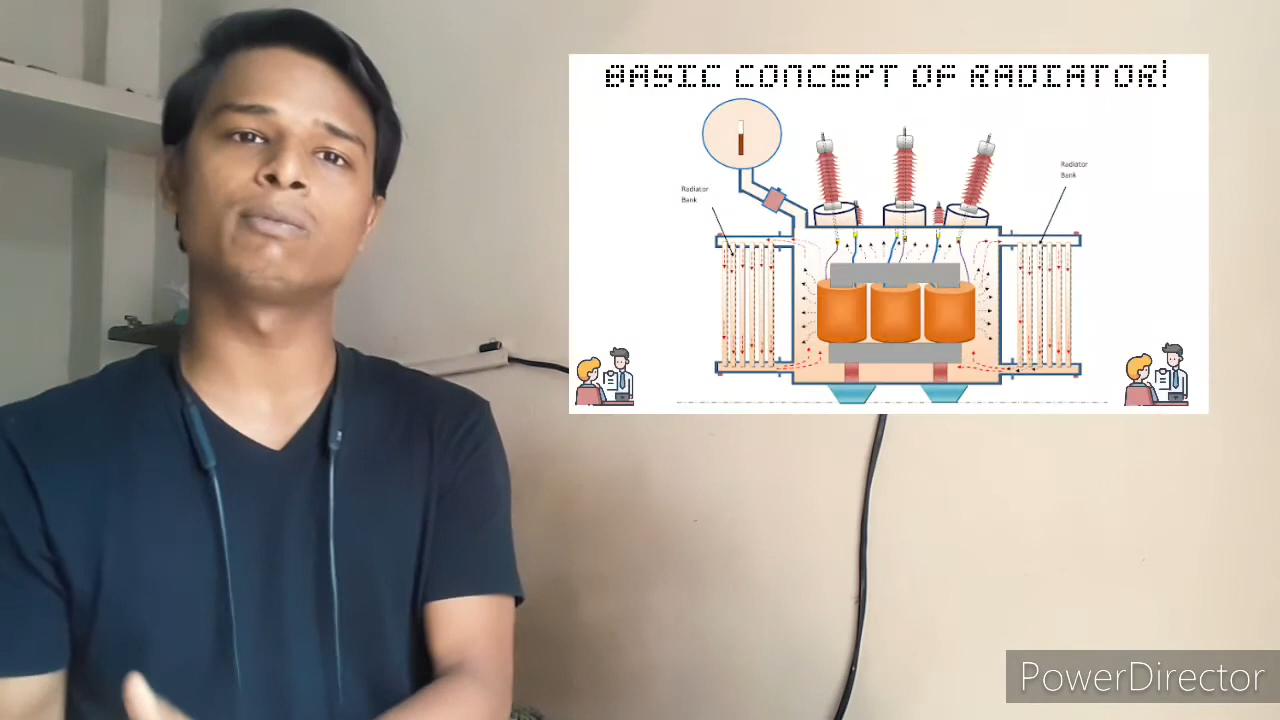 BASIC CONCEPT OF RADIATOR!
Radiator
Bank
Radiator
Bank
PowerDirector